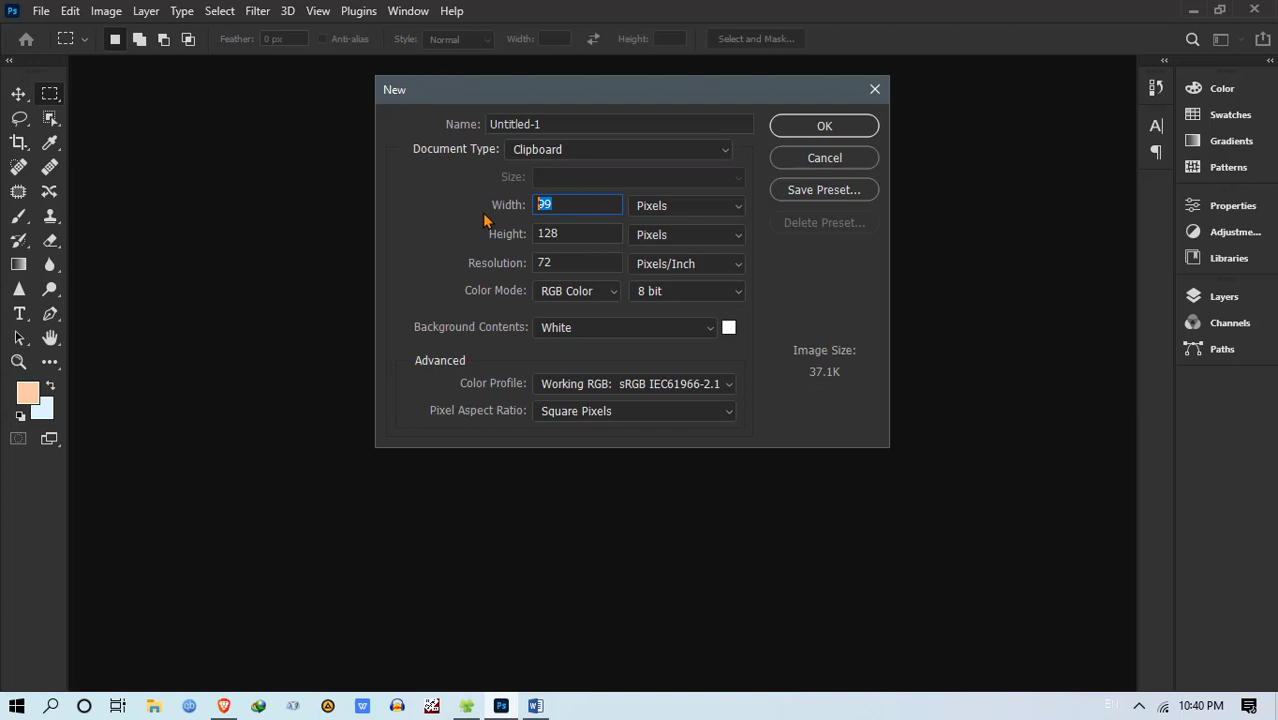 Ps File Edit Image Layer Type Select Filter 3D View Plugins Window Help
Feather: 0 px Anti-alias Style: Normal Width: Height: Select and Mask...
New
Name: Untitled-1
OK
Document Type: Clipboard
Cancel
Size:
Save Preset...
Width: 99 Pixels
Delete Preset...
Height: 128 Pixels
Resolution: 72 Pixels/Inch
Color Mode: RGB Color 8 bit
Background Contents: White
Image Size:
37.1K
Advanced
Color Profile: Working RGB: sRGB IEC61966-2.1
Pixel Aspect Ratio: Square Pixels
Color
Swatches
Gradients
Patterns
Properties
Adjustme...
Libraries
Layers
Channels
Paths
Ps
EN 10:40 PM